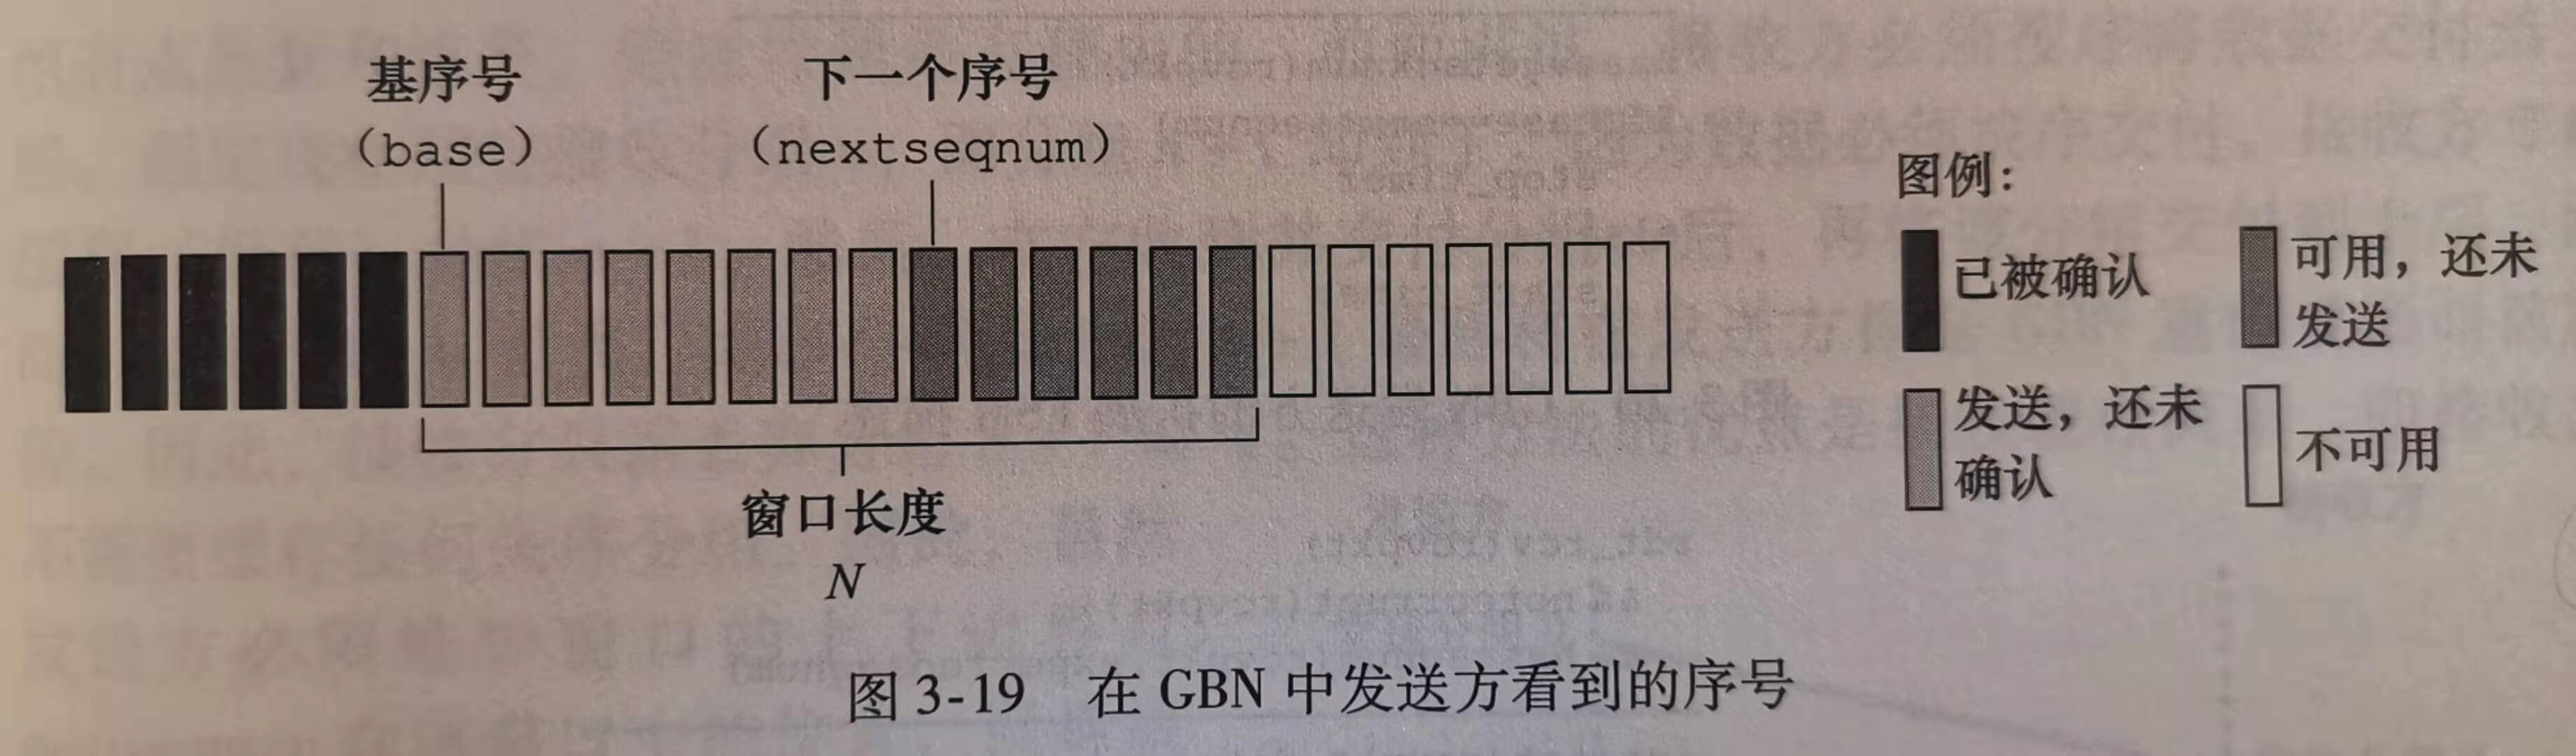 基序号
（base）
下一个序号
（nextseqnum）
窗口长度
N
图例：
已被确认
可用，还未
发送
发送，还未
确认
不可用
图3-19 在 GBN 中发送方看到的序号